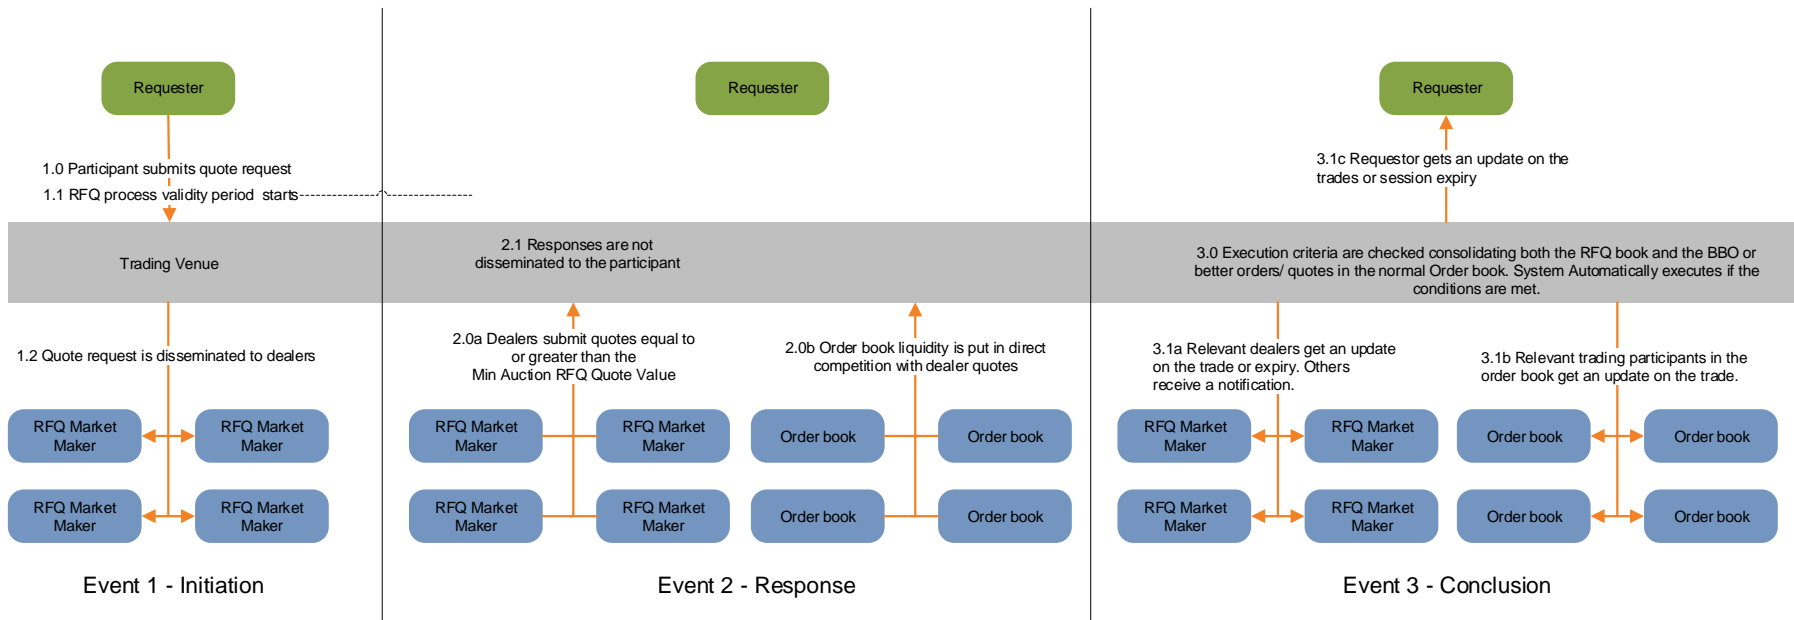 Requester
1.0 Participant submits quote request
1.1 RFQ process validity period starts
Trading Venue
1.2 Quote request is disseminated to dealers
RFQ Market
Maker
RFQ Market
Maker
RFQ Market
Maker
RFQ Market
Maker
Event 1 - Initiation
Requester
2.1 Responses are not
disseminated to the participant
2.0a Dealers submit quotes equal to
or greater than the
Min Auction RFQ Quote Value
2.0b Order book liquidity is put in direct
competition with dealer quotes
RFQ Market
Maker
RFQ Market
Maker
Order book
Order book
RFQ Market
Maker
RFQ Market
Maker
Order book
Order book
Event 2 - Response
Requester
3.1c Requestor gets an update on the
trades or session expiry
3.0 Execution criteria are checked consolidating both the RFQ book and the BBO or
better orders/ quotes in the normal Order book. System Automatically executes if the
conditions are met.
3.1a Relevant dealers get an update
on the trade or expiry. Others
receive a notification.
3.1b Relevant trading participants in the
order book get an update on the trade.
RFQ Market
Maker
RFQ Market
Maker
Order book
Order book
RFQ Market
Maker
RFQ Market
Maker
Order book
Order book
Event 3 - Conclusion